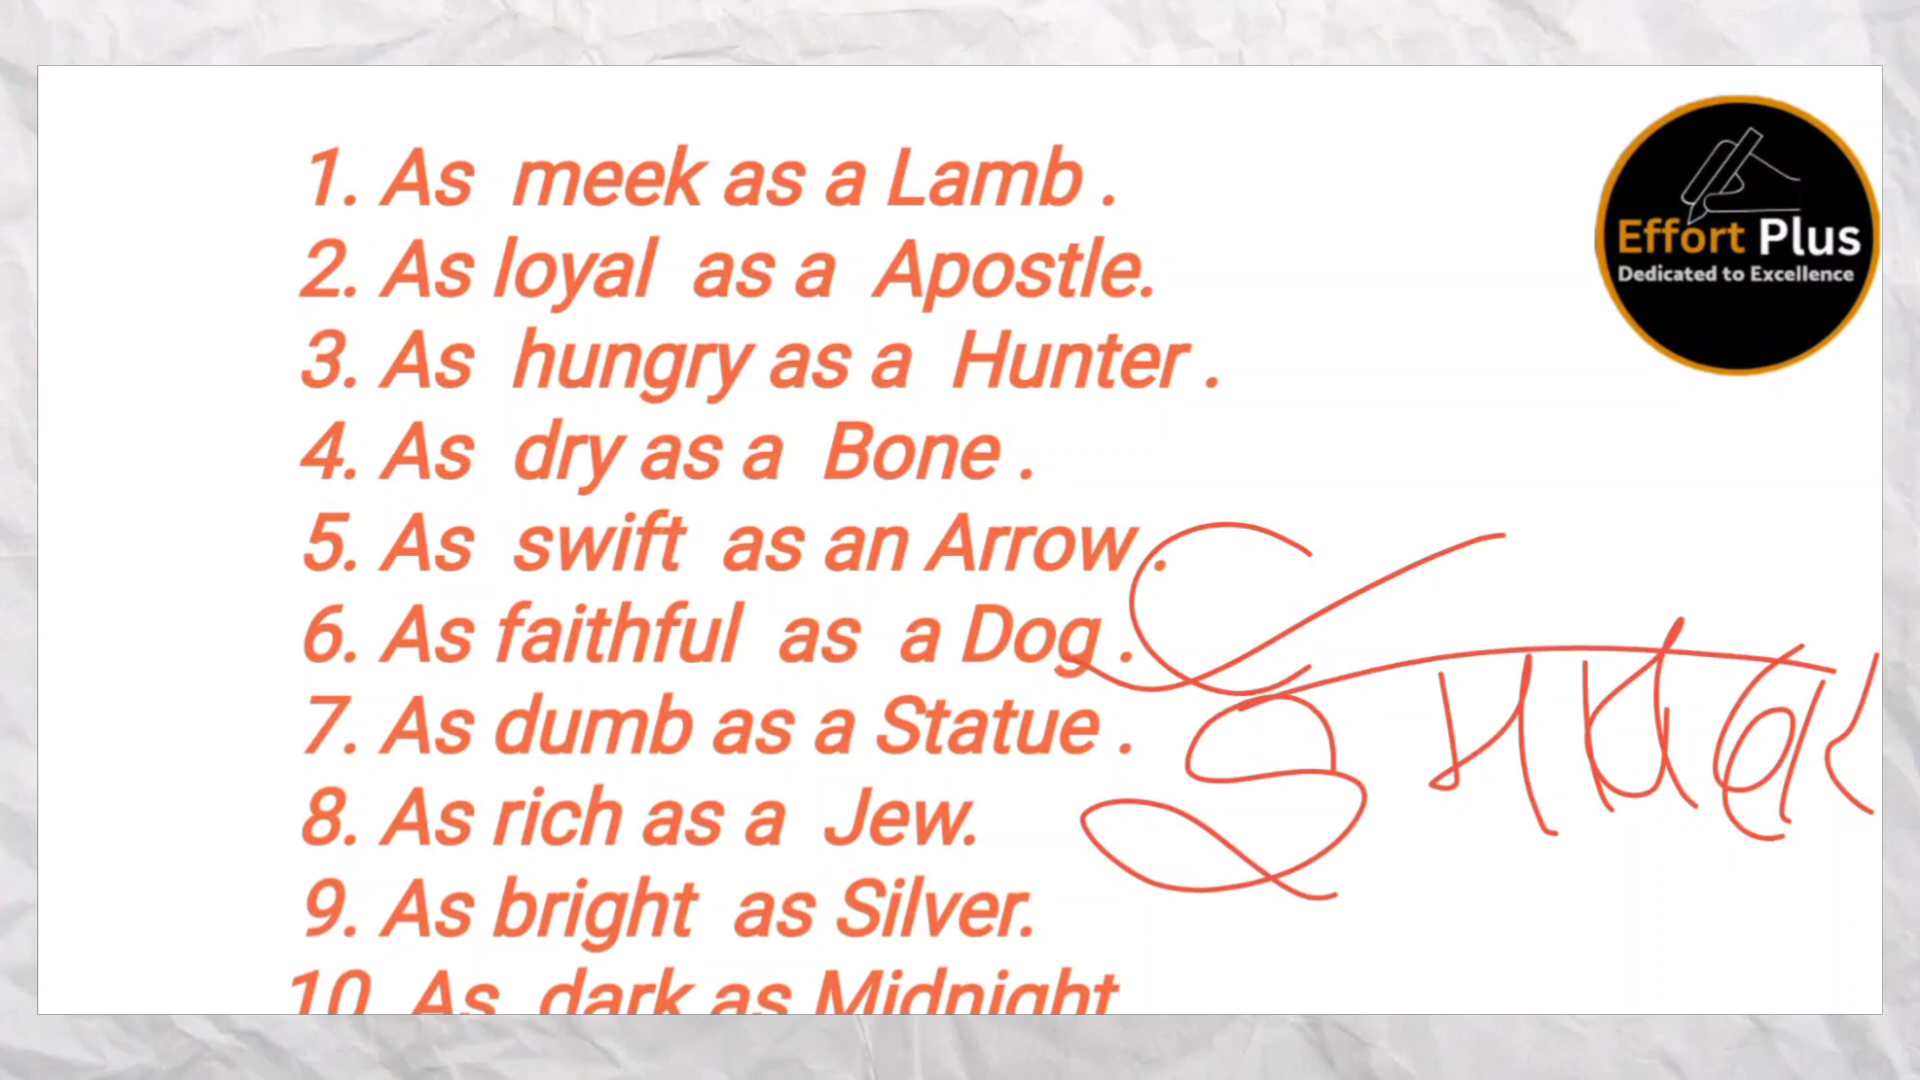 1. As meek as a Lamb .
2. As loyal as a Apostle.
3. As hungry as a Hunter .
4. As dry as a Bone .
5. As swift as an Arrow .
6. As faithful as a Dog .
7. As dumb as a Statue .
8. As rich as a Jew.
9. As bright as Silver.
10 As dark as Midnight
Effort Plus
Dedicated to Excellence